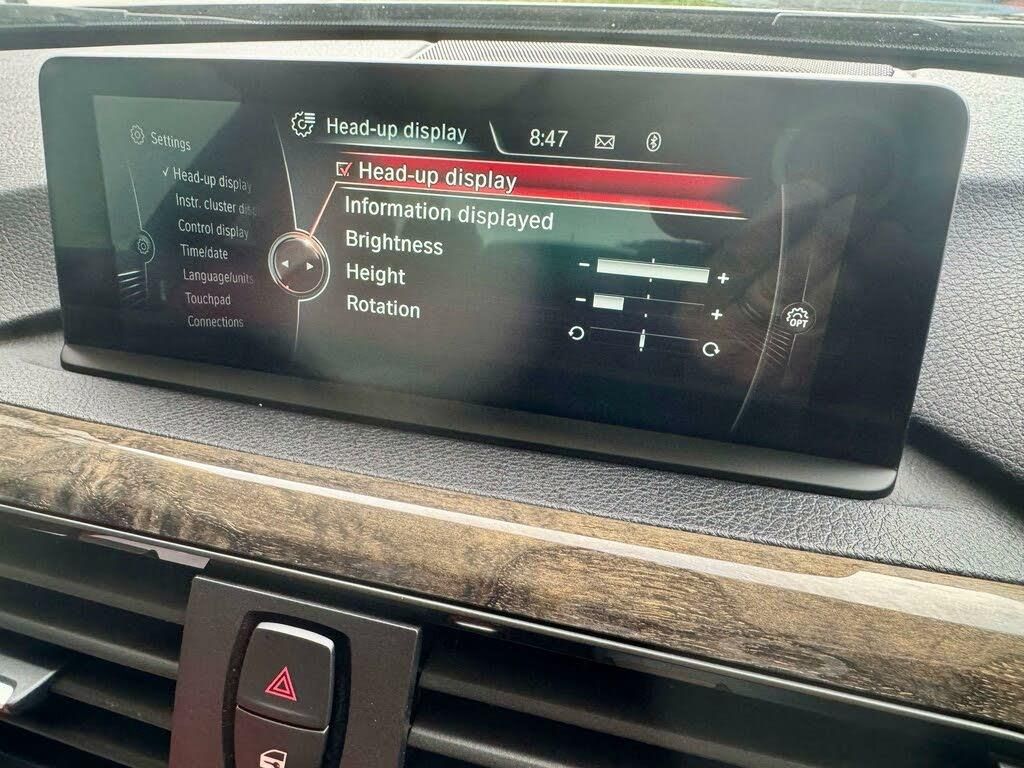 Settings
Head-up display
Instr. cluster
Control display
Time/date
Language/units
Touchpad
Connections
Head-up display
8:47
Head-up display
Information displayed
Brightness
- +
Height
- +
Rotation
OPT